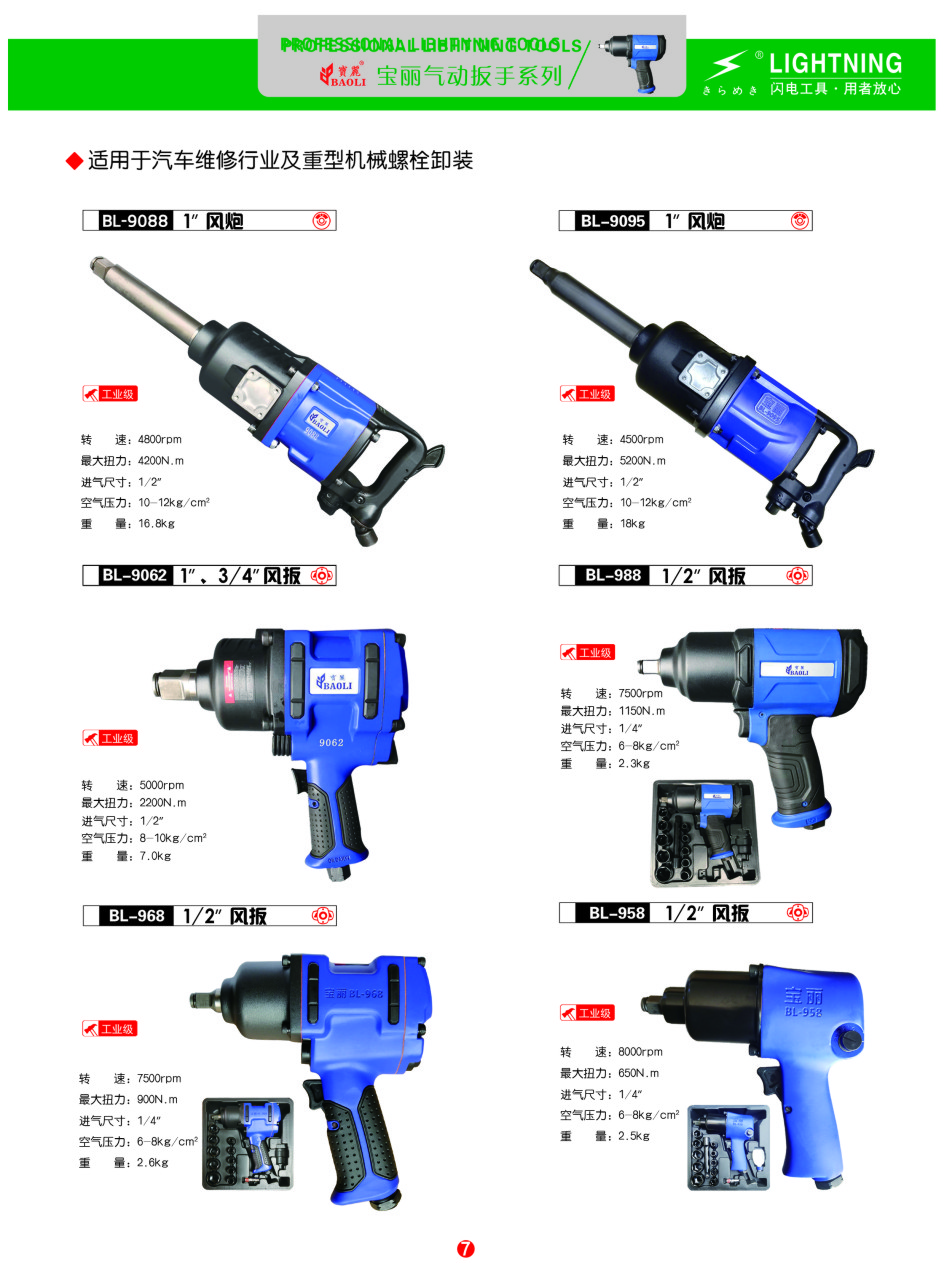 PROFESSIONAL LIGHTNING TOOLS
寶麗® BAOLI 宝丽气动扳手系列
® LIGHTNING
きらめき 闪电工具·用者放心
适用于汽车维修行业及重型机械螺栓卸装
BL-9088 1″ 风炮
工业级
转 速：4800rpm
最大扭力：4200N.m
进气尺寸：1/2″
空气压力：10-12kg/cm²
重 量：16.8kg
寶麗
BAOLI
BL-9095 1″ 风炮
工业级
转 速：4500rpm
最大扭力：5200N.m
进气尺寸：1/2″
空气压力：10-12kg/cm²
重 量：18kg
BL-9062 1″、3/4″风扳
寶麗
BAOLI
9062
工业级
转 速：5000rpm
最大扭力：2200N.m
进气尺寸：1/2″
空气压力：8-10kg/cm²
重 量：7.0kg
BL-988 1/2″ 风扳
工业级
寶麗
BAOLI
转 速：7500rpm
最大扭力：1150N.m
进气尺寸：1/4″
空气压力：6-8kg/cm²
重 量：2.3kg
BL-968 1/2″ 风扳
宝丽BL-968
工业级
转 速：7500rpm
最大扭力：900N.m
进气尺寸：1/4″
空气压力：6-8kg/cm²
重 量：2.6kg
BL-958 1/2″ 风扳
宝丽
BL-958
工业级
转 速：8000rpm
最大扭力：650N.m
进气尺寸：1/4″
空气压力：6-8kg/cm²
重 量：2.5kg
7